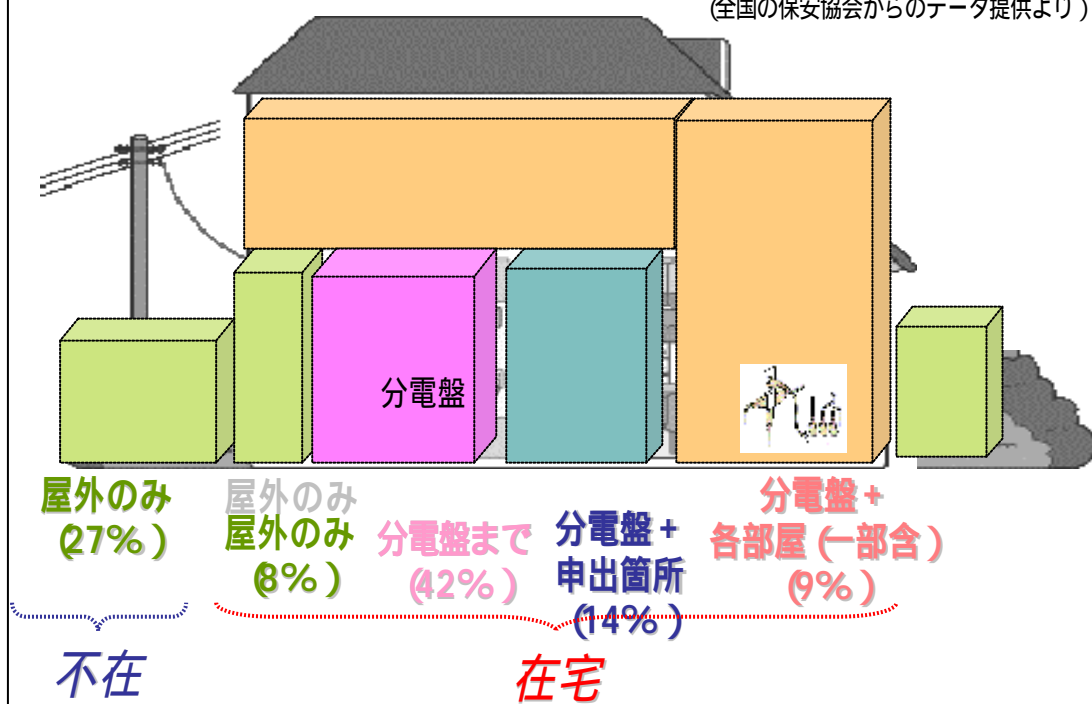 (全国の保安協会からのデータ提供より)
分電盤
屋外のみ
(27%)
屋外のみ
屋外のみ
(8%)
分電盤まで
(42%)
分電盤+
申出箇所
(14%)
分電盤+
各部屋(一部含)
(9%)
不在
在宅